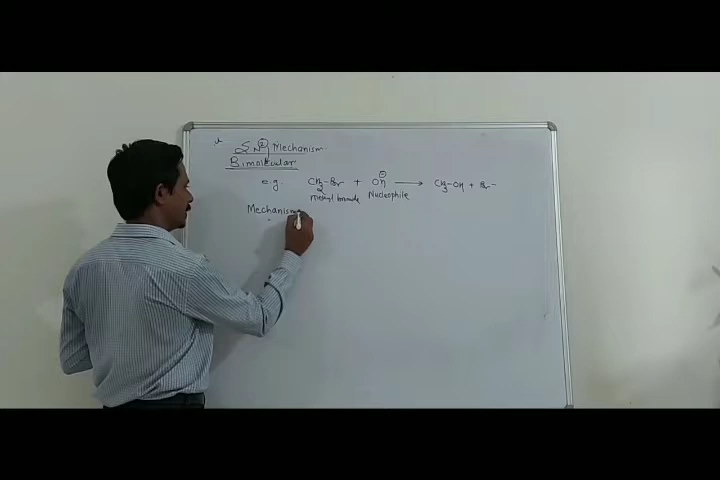 SN2 Mechanism
Bimolecular
e.g. CH3-Br + OH⊖ ⟶ CH3-OH + Br-
Methyl bromide Nucleophile
Mechanism